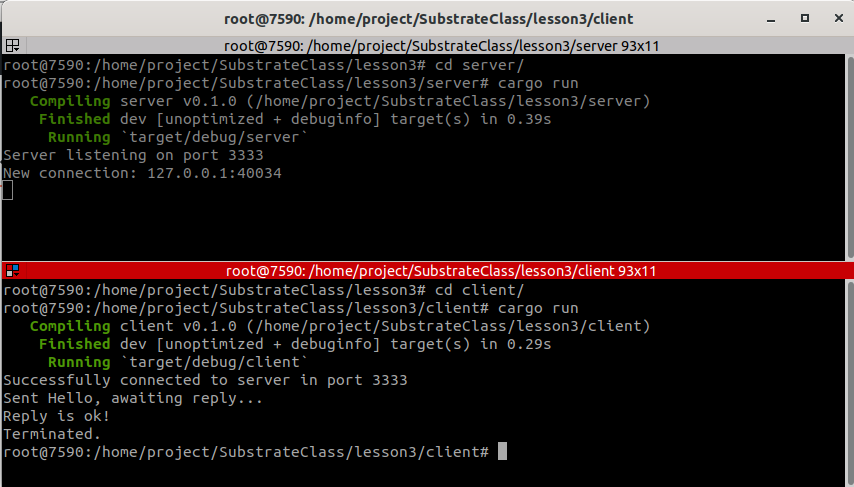 root@7590: /home/project/SubstrateClass/lesson3/client
root@7590: /home/project/SubstrateClass/lesson3/server 93x11
root@7590:/home/project/SubstrateClass/lesson3# cd server/
root@7590:/home/project/SubstrateClass/lesson3/server# cargo run
   Compiling server v0.1.0 (/home/project/SubstrateClass/lesson3/server)
    Finished dev [unoptimized + debuginfo] target(s) in 0.39s
     Running `target/debug/server`
Server listening on port 3333
New connection: 127.0.0.1:40034
root@7590: /home/project/SubstrateClass/lesson3/client 93x11
root@7590:/home/project/SubstrateClass/lesson3# cd client/
root@7590:/home/project/SubstrateClass/lesson3/client# cargo run
   Compiling client v0.1.0 (/home/project/SubstrateClass/lesson3/client)
    Finished dev [unoptimized + debuginfo] target(s) in 0.29s
     Running `target/debug/client`
Successfully connected to server in port 3333
Sent Hello, awaiting reply...
Reply is ok!
Terminated.
root@7590:/home/project/SubstrateClass/lesson3/client#